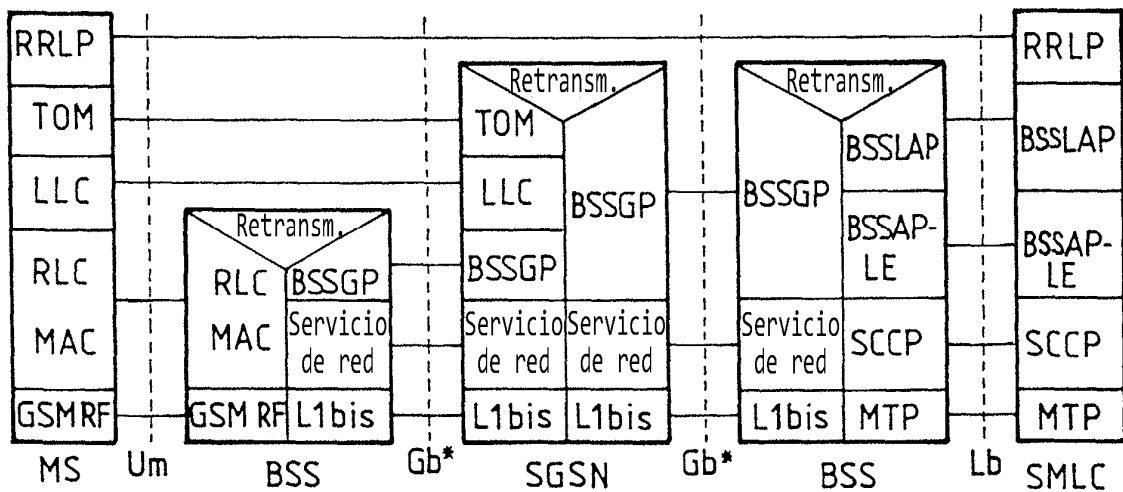 RRLP
TOM
LLC
RLC
MAC
GSM RF
MS
Um
Retransm.
RLC
MAC
GSM RF
BSSGP
Servicio
de red
L1bis
BSS
Gb*
Retransm.
TOM
LLC
BSSGP
Servicio
de red
L1bis
BSSGP
Servicio
de red
L1bis
SGSN
Gb*
Retransm.
BSSGP
Servicio
de red
L1bis
BSSLAP
BSSAP-
LE
SCCP
MTP
BSS
Lb
RRLP
BSSLAP
BSSAP-
LE
SCCP
MTP
SMLC